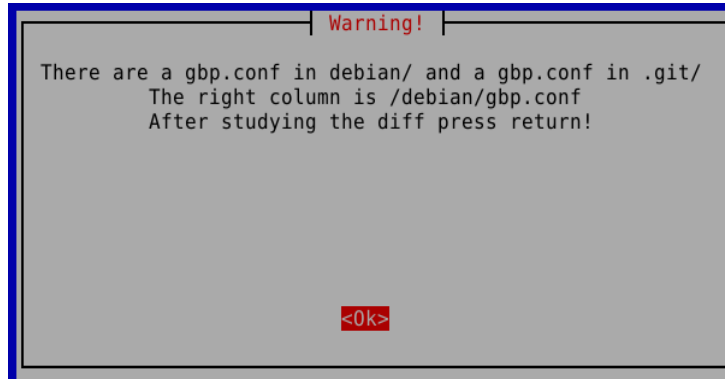 Warning!
There are a gbp.conf in debian/ and a gbp.conf in .git/
The right column is /debian/gbp.conf
After studying the diff press return!
<Ok>